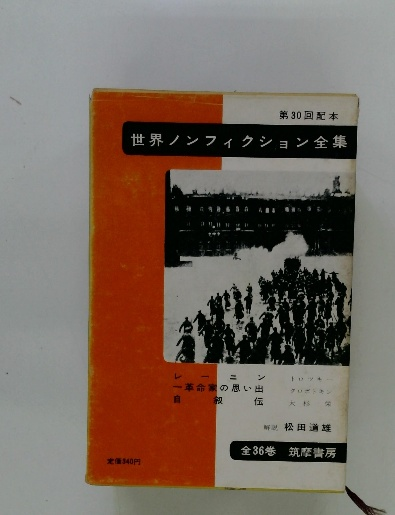 第30回配本
世界ノンフィクション全集
レーニン トロツキー
一革命家の思い出 クロポトキン
自叙伝 大杉栄
解説 松田道雄
全36巻 筑摩書房
定価340円